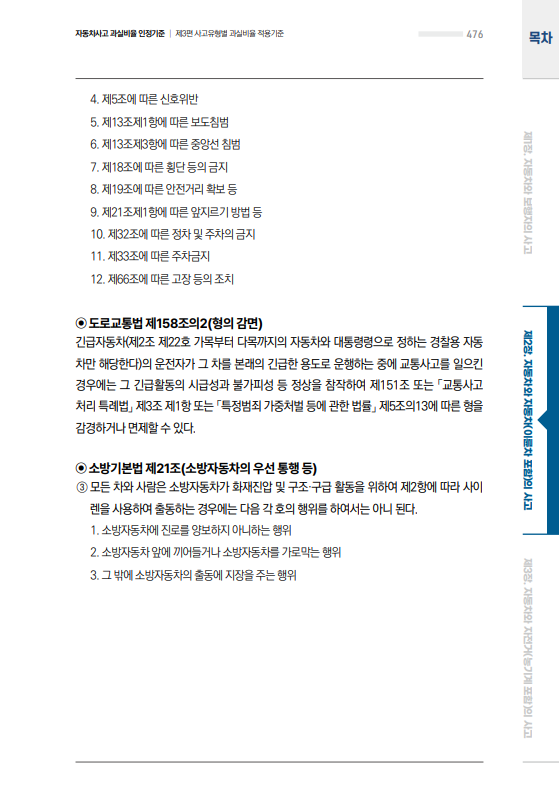 자동차사고 과실비율 인정기준 | 제3편 사고유형별 과실비율 적용기준
476
목차
4. 제5조에 따른 신호위반
5. 제13조제1항에 따른 보도침범
6. 제13조제3항에 따른 중앙선 침범
7. 제18조에 따른 횡단 등의 금지
8. 제19조에 따른 안전거리 확보 등
9. 제21조제1항에 따른 앞지르기 방법 등
10. 제32조에 따른 정차 및 주차의 금지
11. 제33조에 따른 주차금지
12. 제66조에 따른 고장 등의 조치
◉ 도로교통법 제158조의2(형의 감면)
긴급자동차(제2조 제22호 가목부터 다목까지의 자동차와 대통령령으로 정하는 경찰용 자동
차만 해당한다)의 운전자가 그 차를 본래의 긴급한 용도로 운행하는 중에 교통사고를 일으킨
경우에는 그 긴급활동의 시급성과 불가피성 등 정상을 참작하여 제151조 또는 「교통사고
처리 특례법」 제3조 제1항 또는 「특정범죄 가중처벌 등에 관한 법률」 제5조의13에 따른 형을
감경하거나 면제할 수 있다.
◉ 소방기본법 제21조(소방자동차의 우선 통행 등)
③ 모든 차와 사람은 소방자동차가 화재진압 및 구조·구급 활동을 위하여 제2항에 따라 사이
렌을 사용하여 출동하는 경우에는 다음 각 호의 행위를 하여서는 아니 된다.
1. 소방자동차에 진로를 양보하지 아니하는 행위
2. 소방자동차 앞에 끼어들거나 소방자동차를 가로막는 행위
3. 그 밖에 소방자동차의 출동에 지장을 주는 행위
제1장. 자동차와 보행자의 사고
제2장. 자동차와 자동차(이륜차 포함)의 사고
제3장. 자동차와 자전거(농기계 포함)의 사고